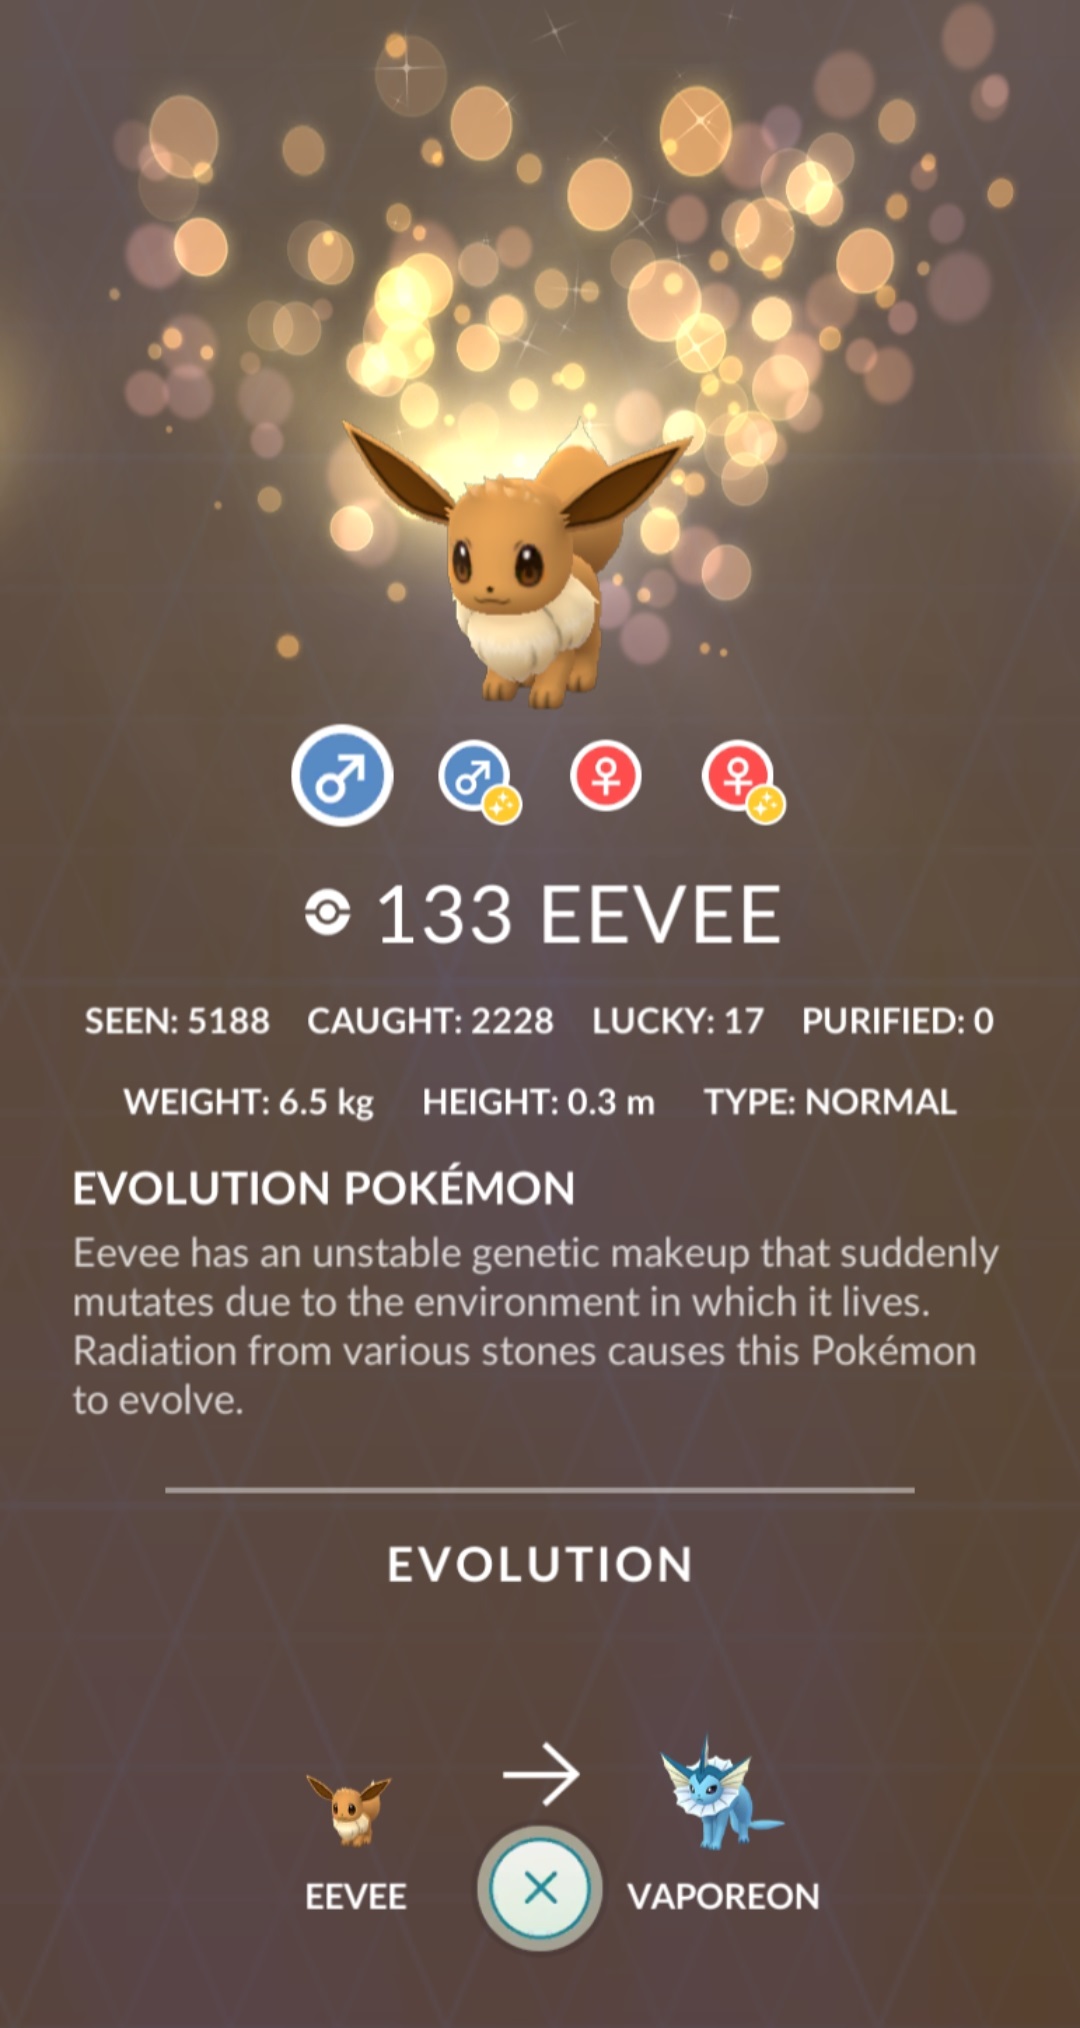 133 EEVEE
SEEN: 5188 CAUGHT: 2228 LUCKY: 17 PURIFIED: 0
WEIGHT: 6.5 kg HEIGHT: 0.3 m TYPE: NORMAL
EVOLUTION POKÉMON
Eevee has an unstable genetic makeup that suddenly
mutates due to the environment in which it lives.
Radiation from various stones causes this Pokémon
to evolve.
EVOLUTION
EEVEE VAPOREON